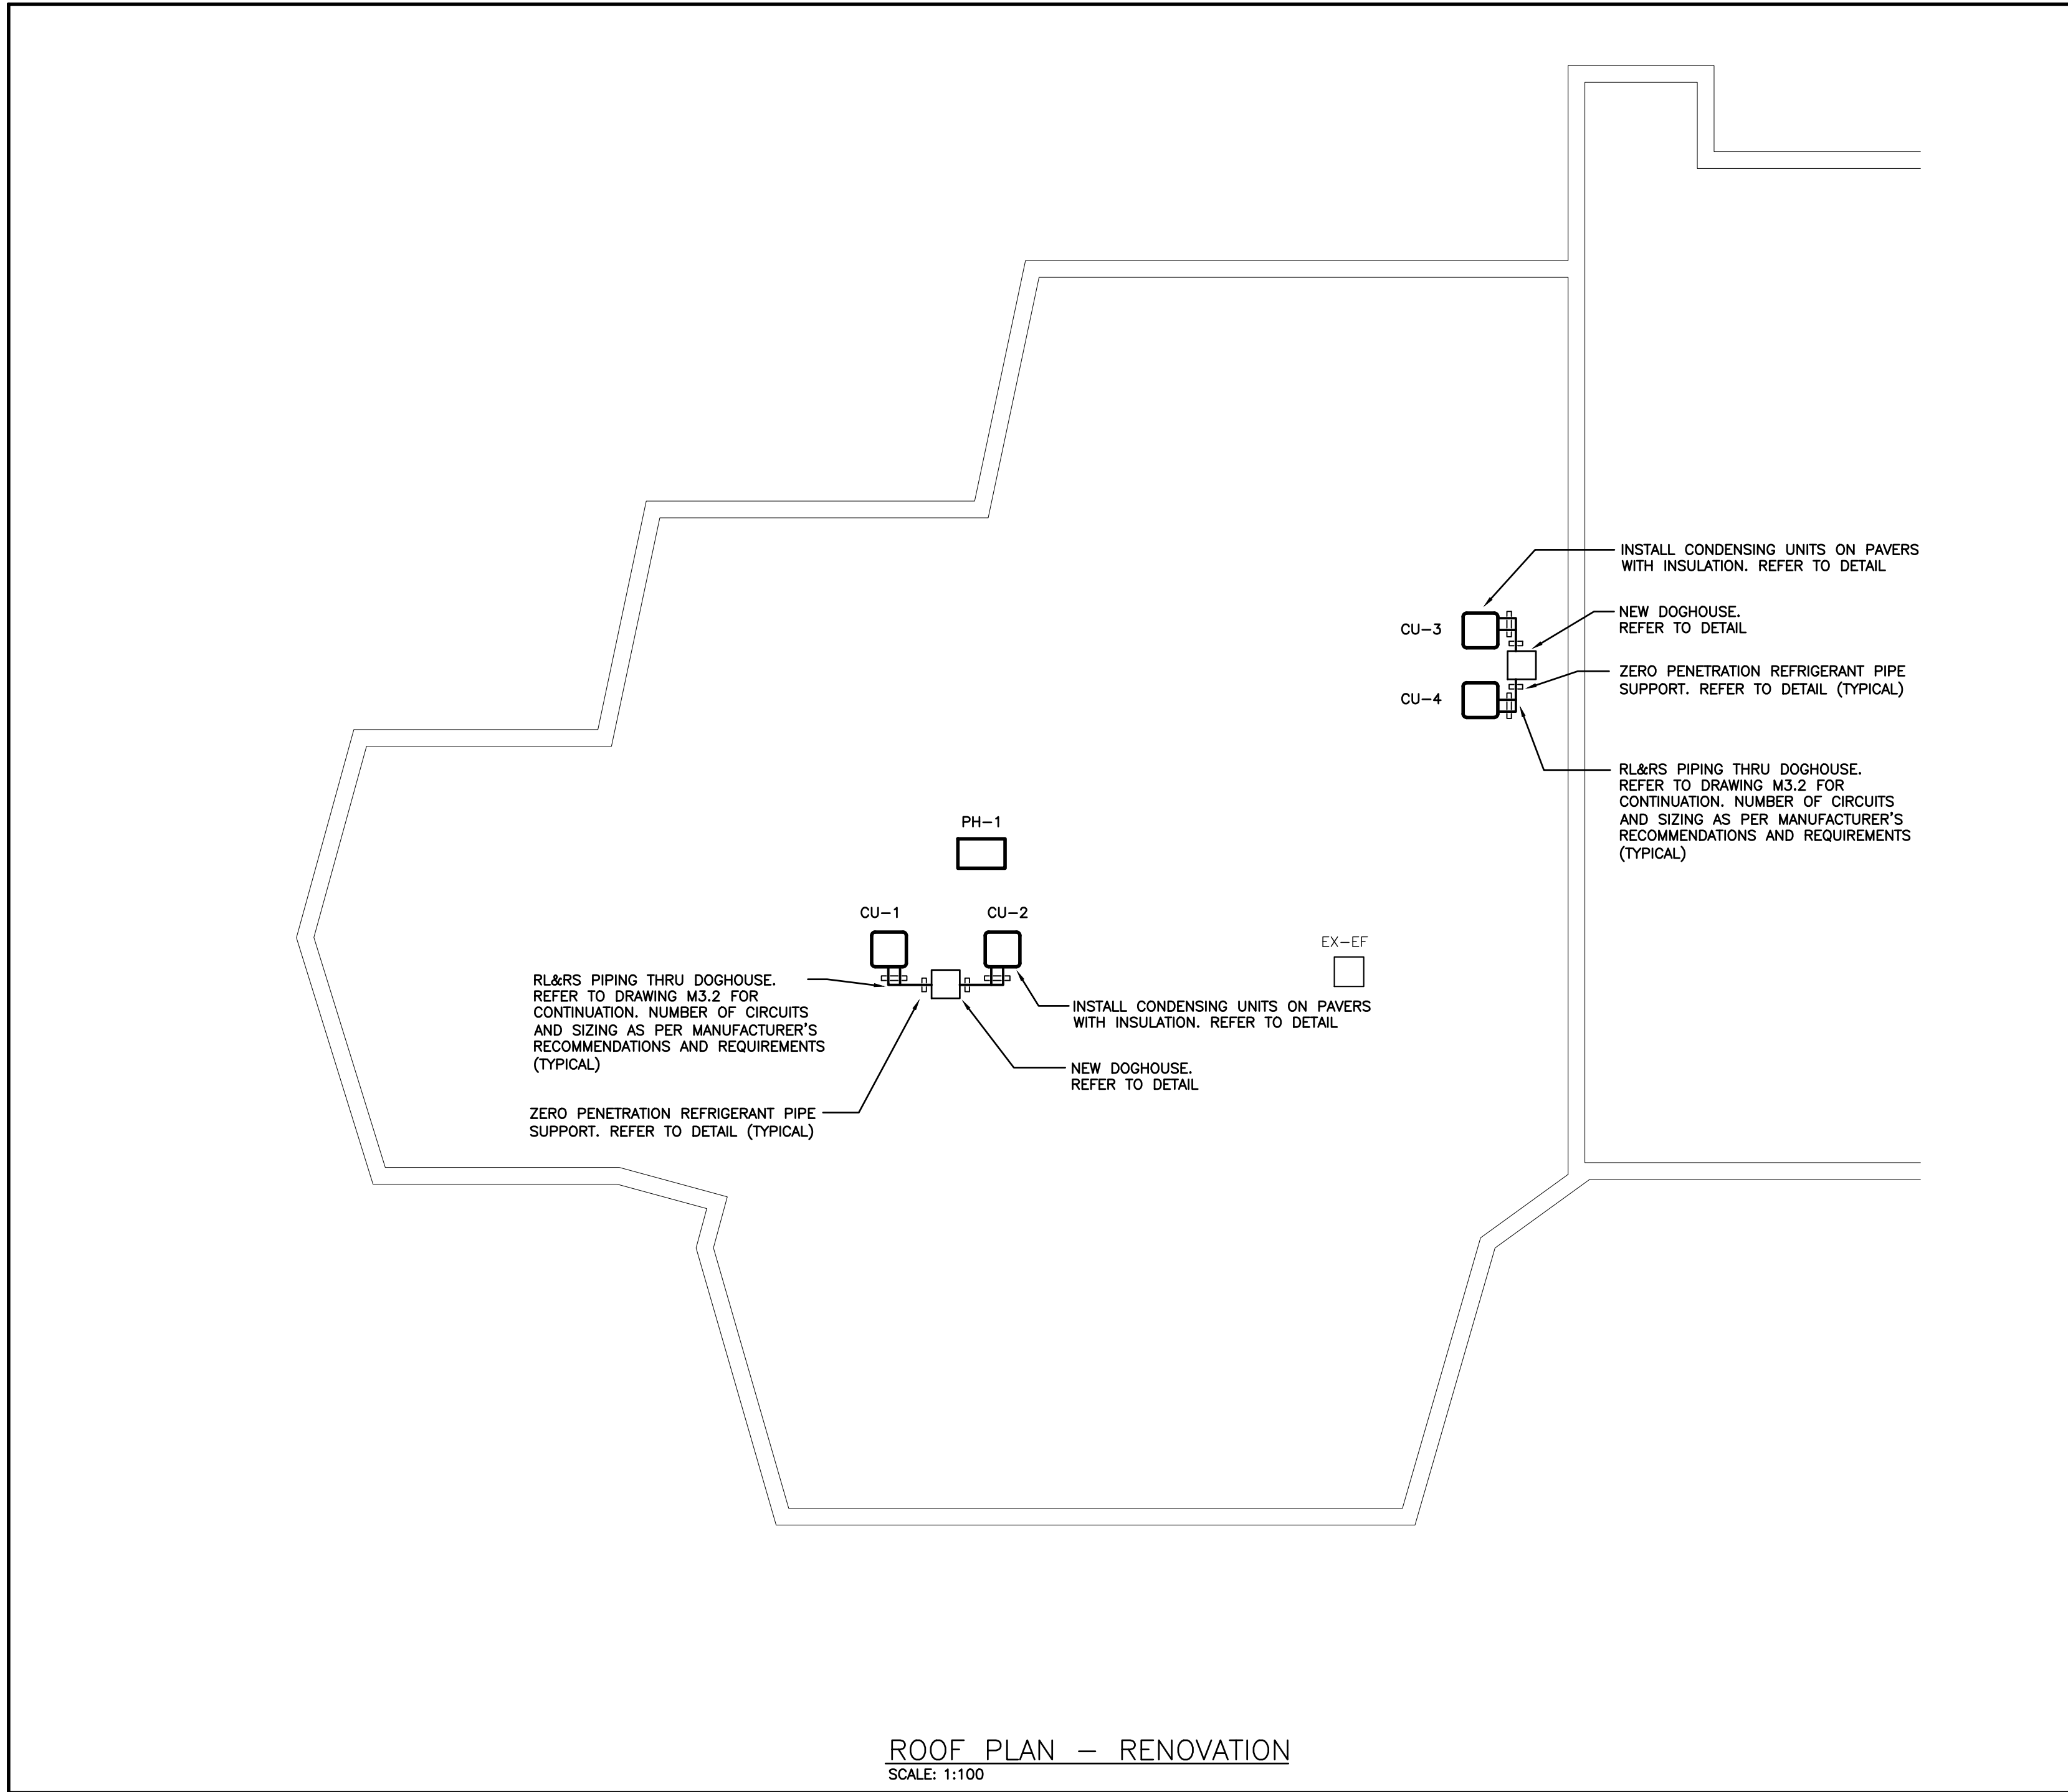 INSTALL CONDENSING UNITS ON PAVERS
WITH INSULATION. REFER TO DETAIL
NEW DOGHOUSE.
REFER TO DETAIL
CU-3
ZERO PENETRATION REFRIGERANT PIPE
SUPPORT. REFER TO DETAIL (TYPICAL)
CU-4
RL&RS PIPING THRU DOGHOUSE.
REFER TO DRAWING M3.2 FOR
CONTINUATION. NUMBER OF CIRCUITS
AND SIZING AS PER MANUFACTURER'S
RECOMMENDATIONS AND REQUIREMENTS
(TYPICAL)
PH-1
CU-1
CU-2
EX-EF
RL&RS PIPING THRU DOGHOUSE.
REFER TO DRAWING M3.2 FOR
CONTINUATION. NUMBER OF CIRCUITS
AND SIZING AS PER MANUFACTURER'S
RECOMMENDATIONS AND REQUIREMENTS
(TYPICAL)
INSTALL CONDENSING UNITS ON PAVERS
WITH INSULATION. REFER TO DETAIL
NEW DOGHOUSE.
REFER TO DETAIL
ZERO PENETRATION REFRIGERANT PIPE
SUPPORT. REFER TO DETAIL (TYPICAL)
ROOF PLAN - RENOVATION
SCALE: 1:100